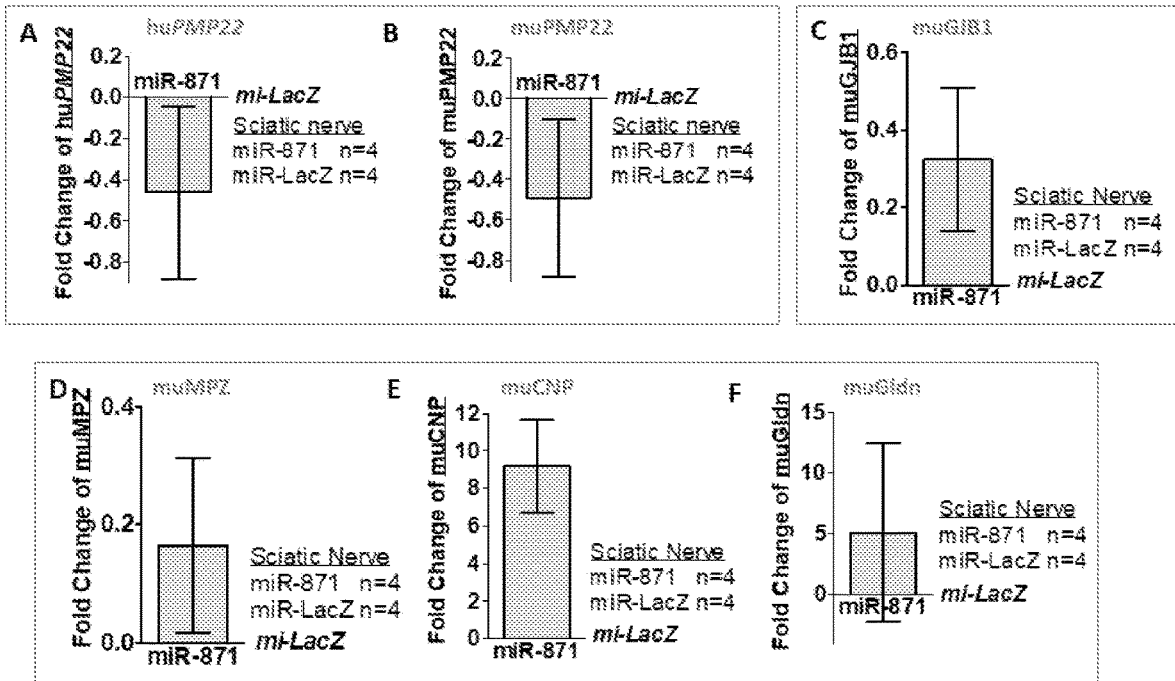 A
huPMP22
Fold Change of huPMP22
0.2
0.0
-0.2
-0.4
-0.6
-0.8
miR-871
mi-LacZ
Sciatic nerve
miR-871 n=4
miR-LacZ n=4
B
muPMP22
Fold Change of muPMP22
0.2
0.0
-0.2
-0.4
-0.6
-0.8
miR-871
mi-LacZ
Sciatic nerve
miR-871 n=4
miR-LacZ n=4
C
muGJB1
Fold Change of muGJB1
0.6
0.4
0.2
0.0
Sciatic Nerve
miR-871 n=4
miR-LacZ n=4
mi-LacZ
miR-871
D
muMPZ
Fold Change of muMPZ
0.4
0.2
0.0
Sciatic Nerve
miR-871 n=4
miR-LacZ n=4
mi-LacZ
miR-871
E
muCNP
Fold Change of muCNP
12
10
8
6
4
2
0
Sciatic Nerve
miR-871 n=4
miR-LacZ n=4
mi-LacZ
miR-871
F
muGldn
Fold Change of muGldn
15
10
5
0
Sciatic Nerve
miR-871 n=4
miR-LacZ n=4
mi-LacZ
miR-871